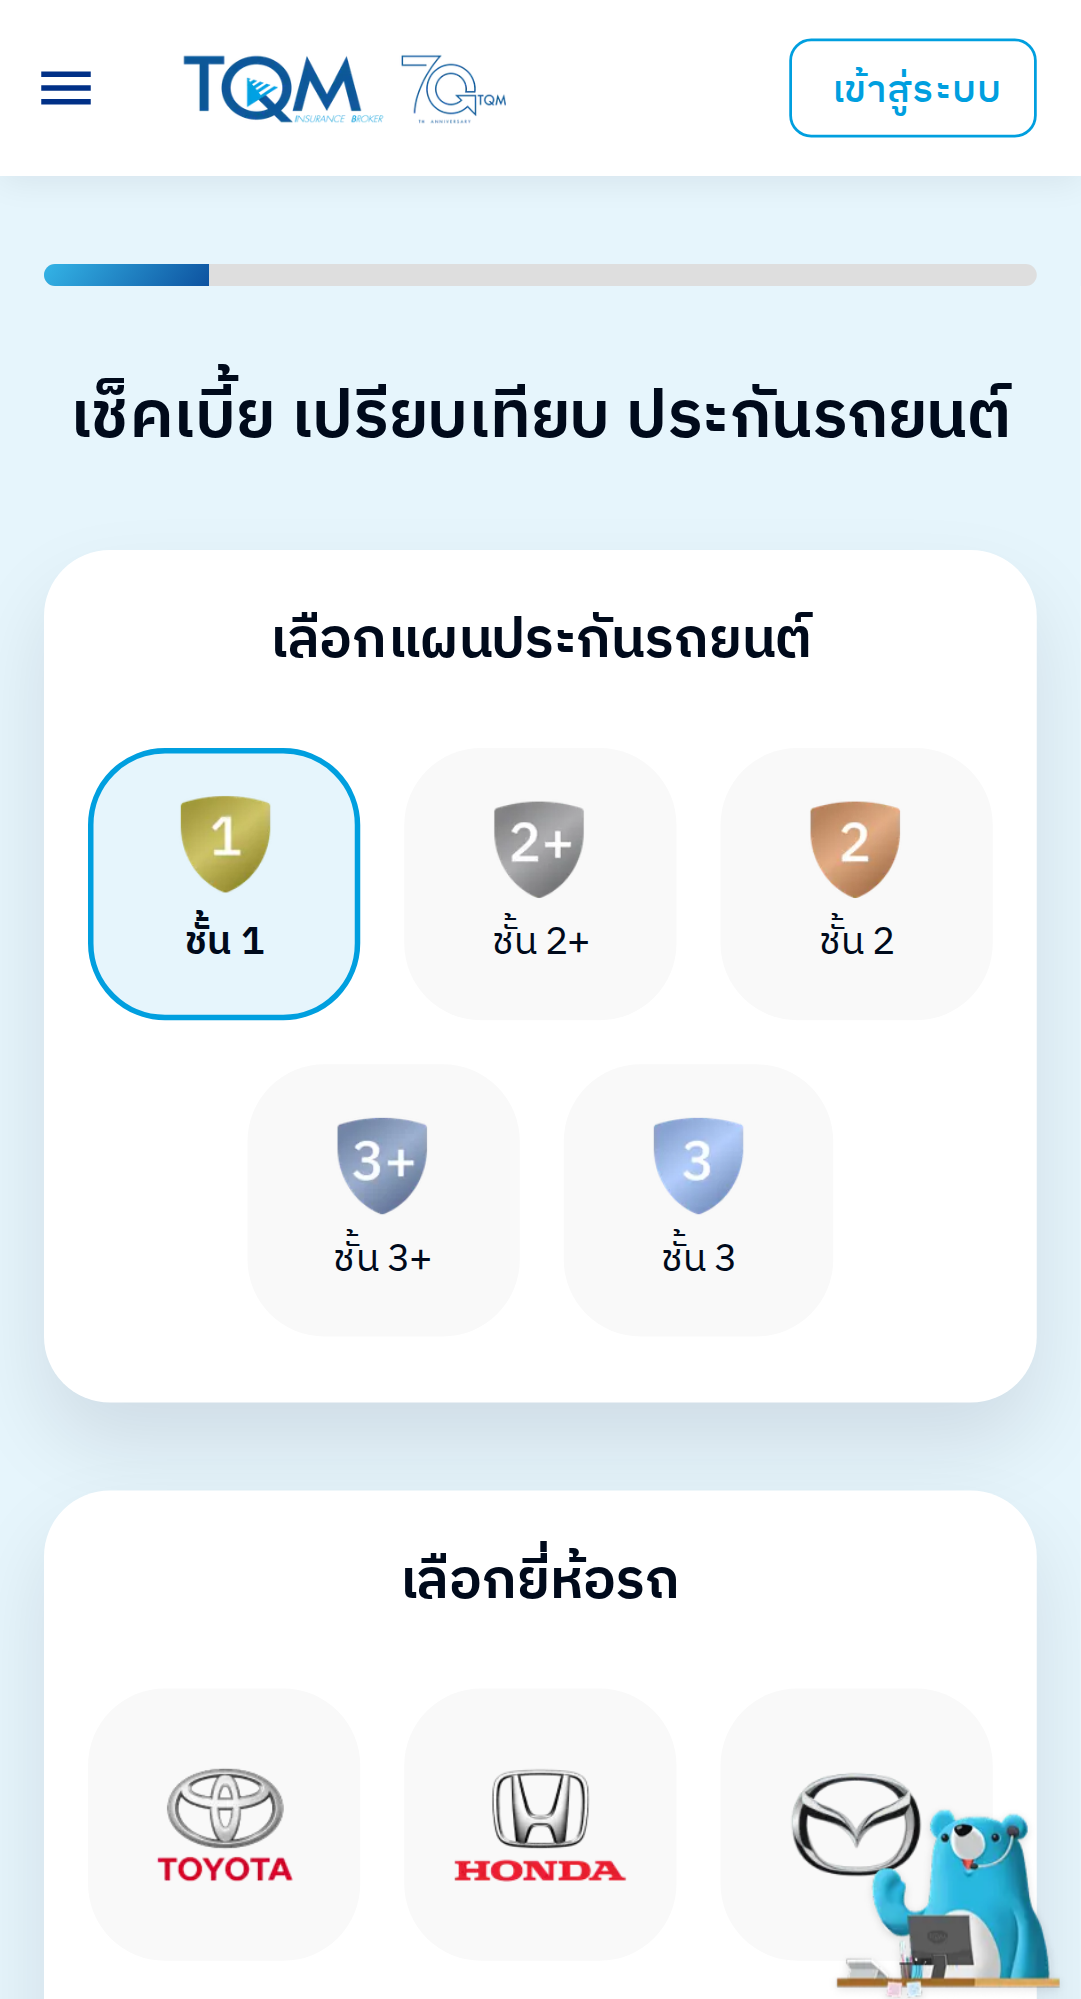 TQM
INSURANCE BROKER
70 TQM
TH ANNIVERSARY
เข้าสู่ระบบ
เช็คเบี้ย เปรียบเทียบ ประกันรถยนต์
เลือกแผนประกันรถยนต์
1
2+
2
ชั้น 1
ชั้น 2+
ชั้น 2
3+
3
ชั้น 3+
ชั้น 3
เลือกยี่ห้อรถ
TOYOTA
HONDA